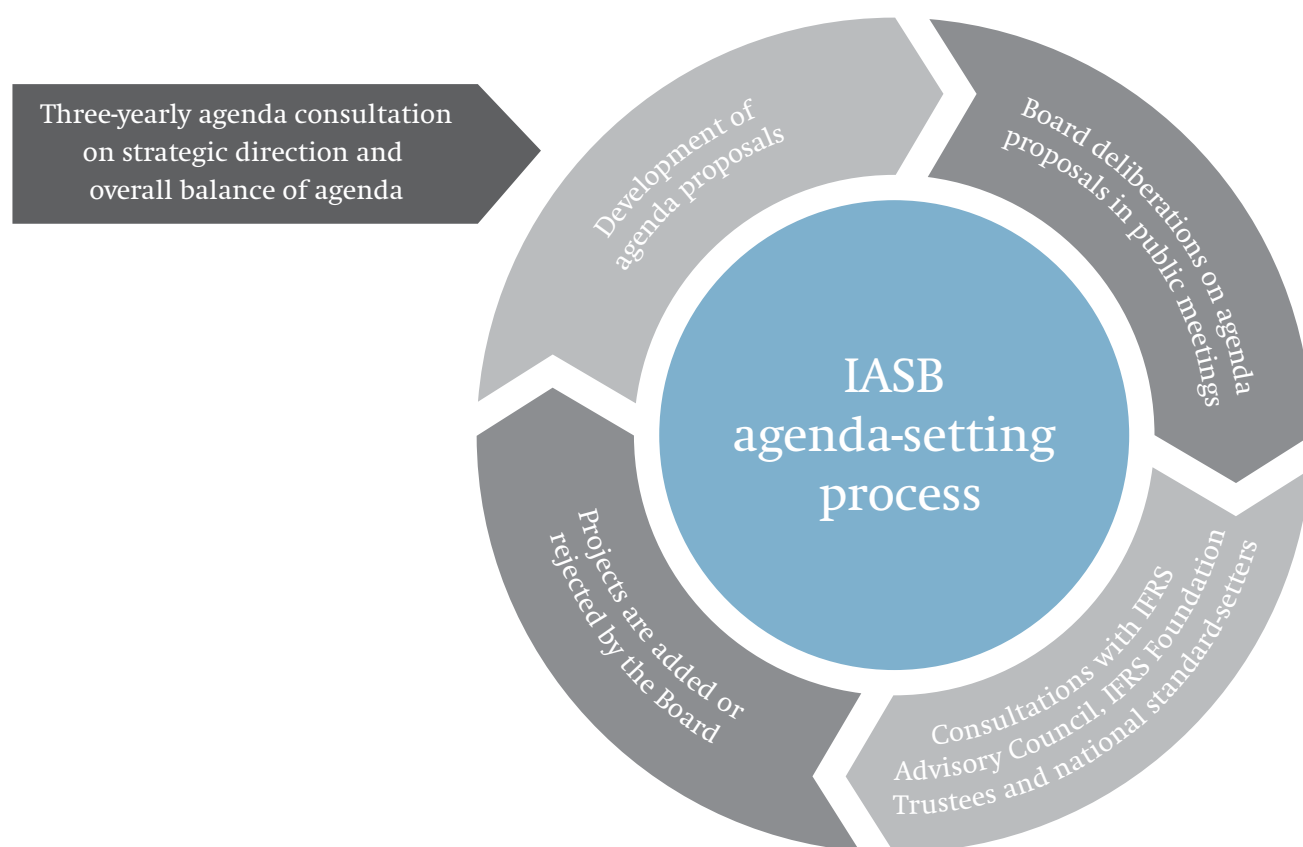 Three-yearly agenda consultation
on strategic direction and
overall balance of agenda
Development of
agenda proposals
Board deliberations on agenda
proposals in public meetings
Consultations with IFRS
Advisory Council, IFRS Foundation
Trustees and national standard-setters
Projects are added or
rejected by the Board
IASB
agenda-setting
process